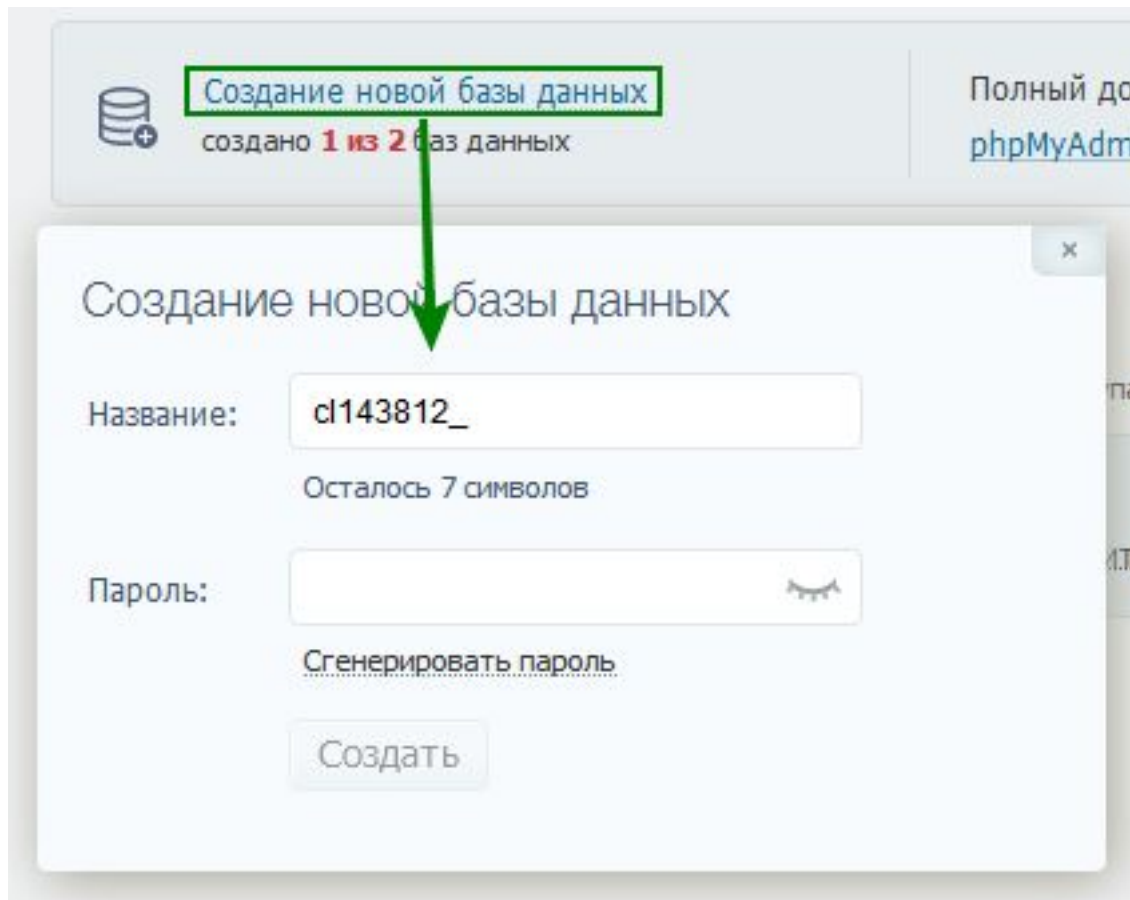 Создание новой базы данных
создано 1 из 2 баз данных
Полный
phpMyAdm
×
Создание новой базы данных
Название:
cl143812_
Осталось 7 символов
Пароль:
Сгенерировать пароль
Создать